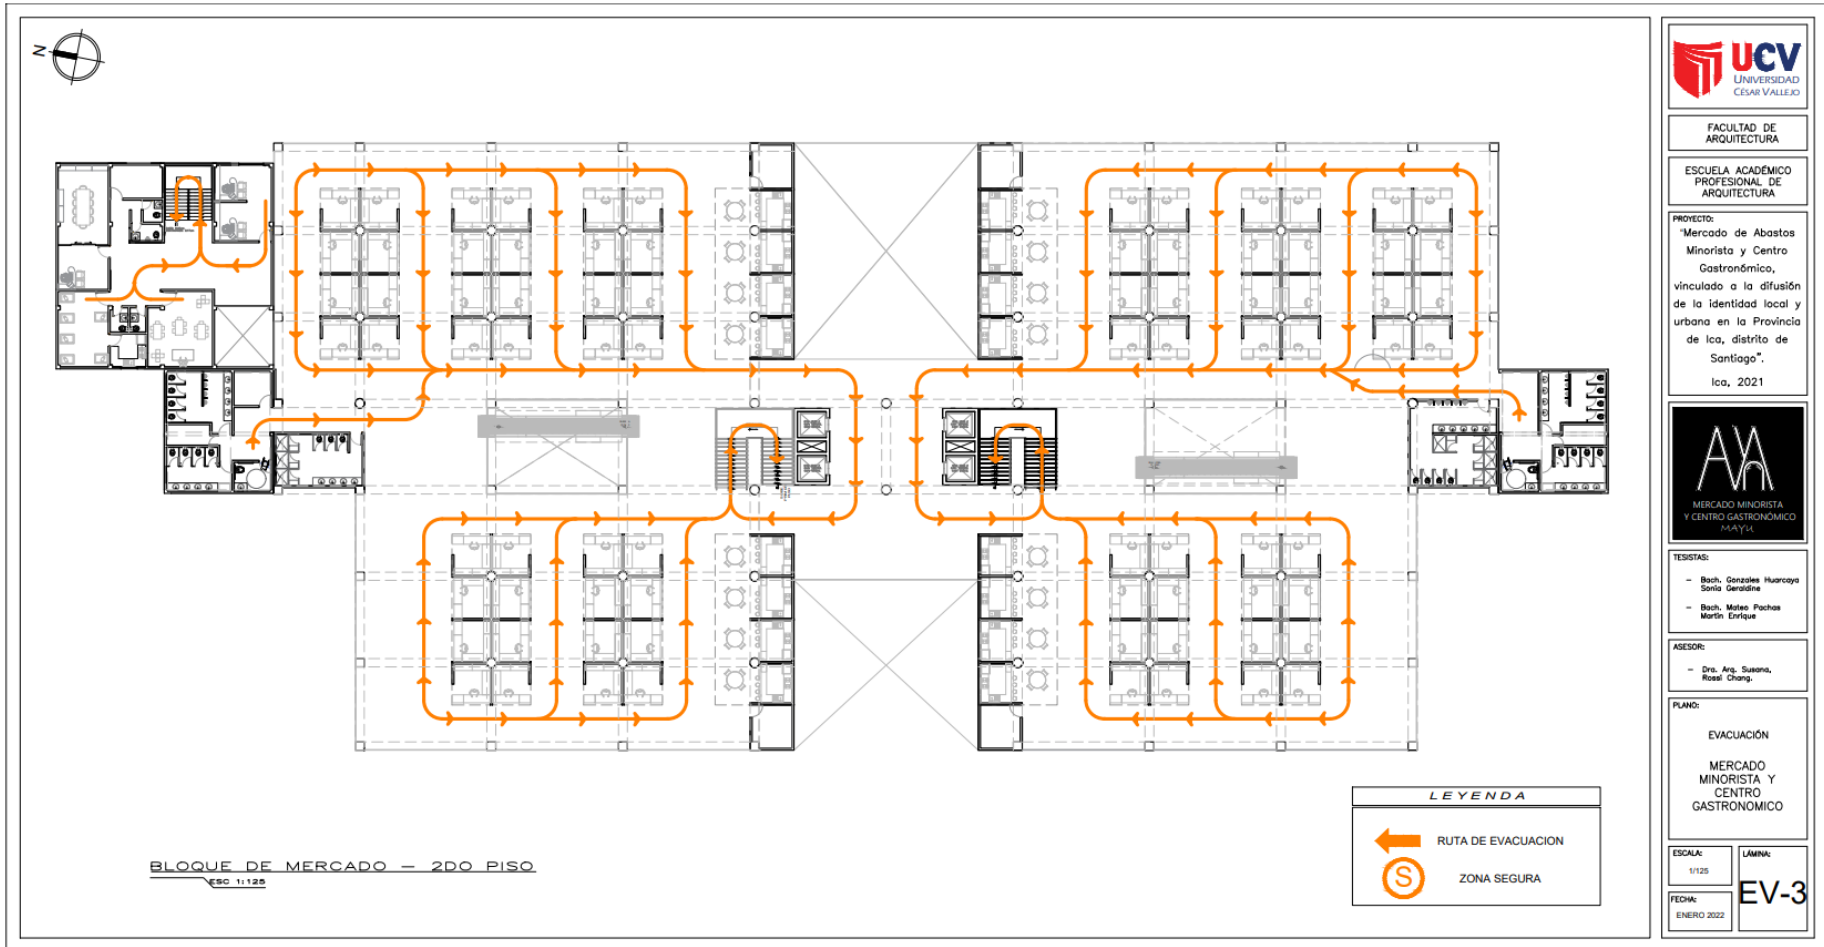 N
BLOQUE DE MERCADO — 2DO PISO
ESC 1:125
LEYENDA
RUTA DE EVACUACION
S
ZONA SEGURA
UCV
UNIVERSIDAD
CÉSAR VALLEJO
FACULTAD DE
ARQUITECTURA
ESCUELA ACADÉMICO
PROFESIONAL DE
ARQUITECTURA
PROYECTO:
"Mercado de Abastos
Minorista y Centro
Gastronómico,
vinculado a la difusión
de la identidad local y
urbana en la Provincia
de Ica, distrito de
Santiago".
Ica, 2021
MERCADO MINORISTA
Y CENTRO GASTRONÓMICO
MAYU
TESISTAS:
– Bach. Gonzales Huarcaya
Sonia Geraldine
– Bach. Mateo Pachas
Martin Enrique
ASESOR:
– Dra. Arq. Susana,
Rossi Chang.
PLANO:
EVACUACIÓN
MERCADO
MINORISTA Y
CENTRO
GASTRONOMICO
ESCALA:
1/125
LÁMINA:
EV-3
FECHA:
ENERO 2022